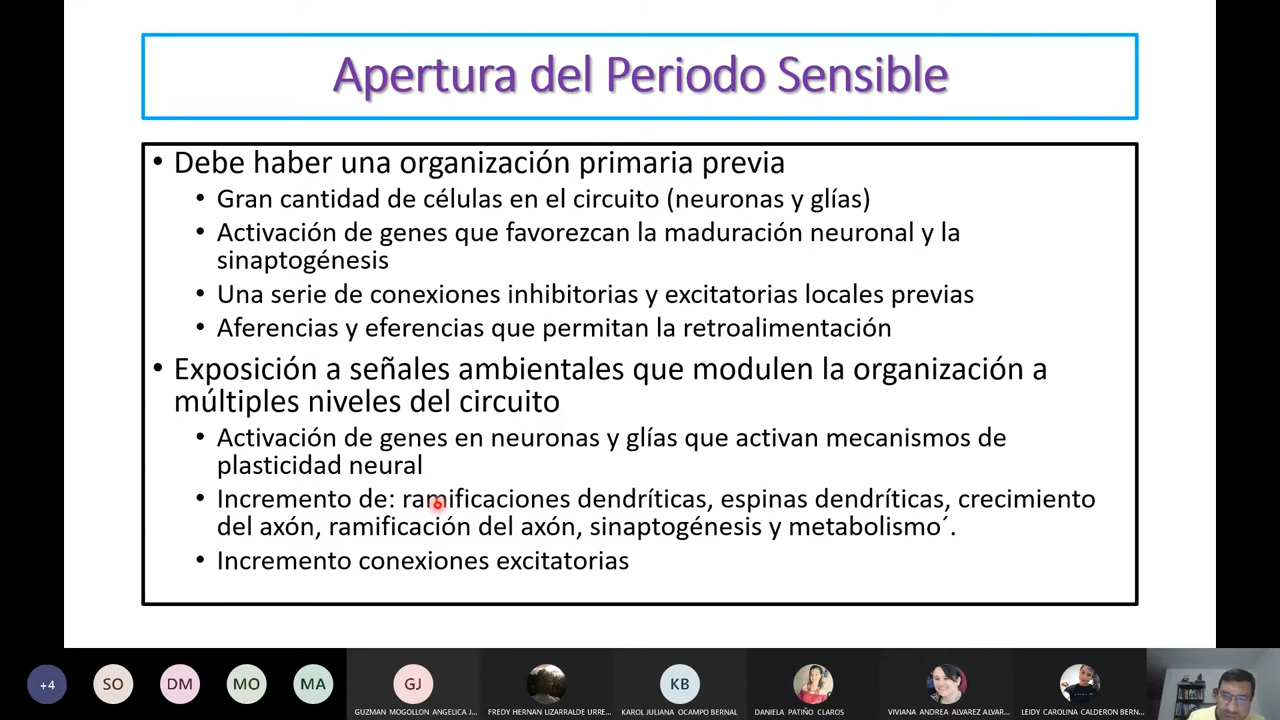 Apertura del Periodo Sensible
• Debe haber una organización primaria previa
• Gran cantidad de células en el circuito (neuronas y glías)
• Activación de genes que favorezcan la maduración neuronal y la
sinaptogénesis
• Una serie de conexiones inhibitorias y excitatorias locales previas
• Aferencias y eferencias que permitan la retroalimentación
• Exposición a señales ambientales que modulen la organización a
múltiples niveles del circuito
• Activación de genes en neuronas y glías que activan mecanismos de
plasticidad neural
• Incremento de: ramificaciones dendríticas, espinas dendríticas, crecimiento
del axón, ramificación del axón, sinaptogénesis y metabolismo´.
• Incremento conexiones excitatorias
+4 SO DM MO MA GJ KB
GUZMAN MOGOLLON ANGELICA J... FREDY HERNAN LIZARRALDE URRE... KAROL JULIANA OCAMPO BERNAL DANIELA PATIÑO CLAROS VIVIANA ANDREA ALVAREZ ALVAR... LEIDY CAROLINA CALDERON BERN...